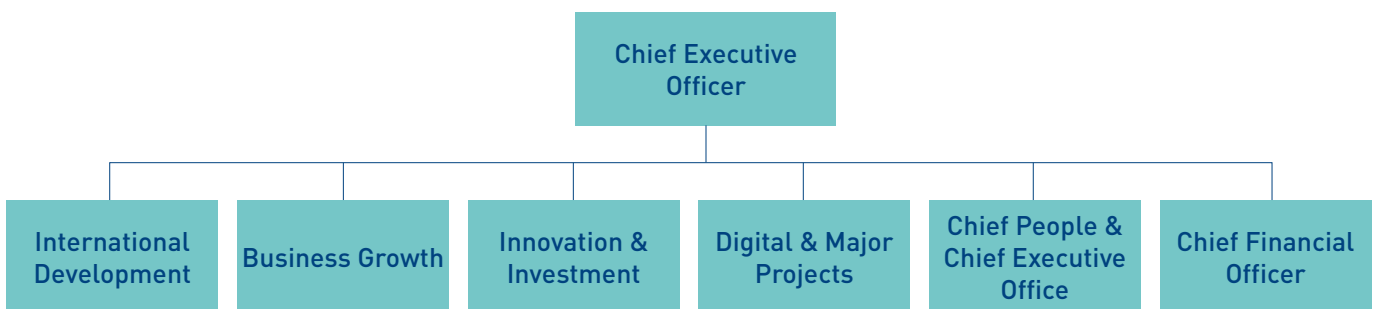 Chief Executive
Officer
International
Development
Business Growth
Innovation &
Investment
Digital & Major
Projects
Chief People &
Chief Executive
Office
Chief Financial
Officer